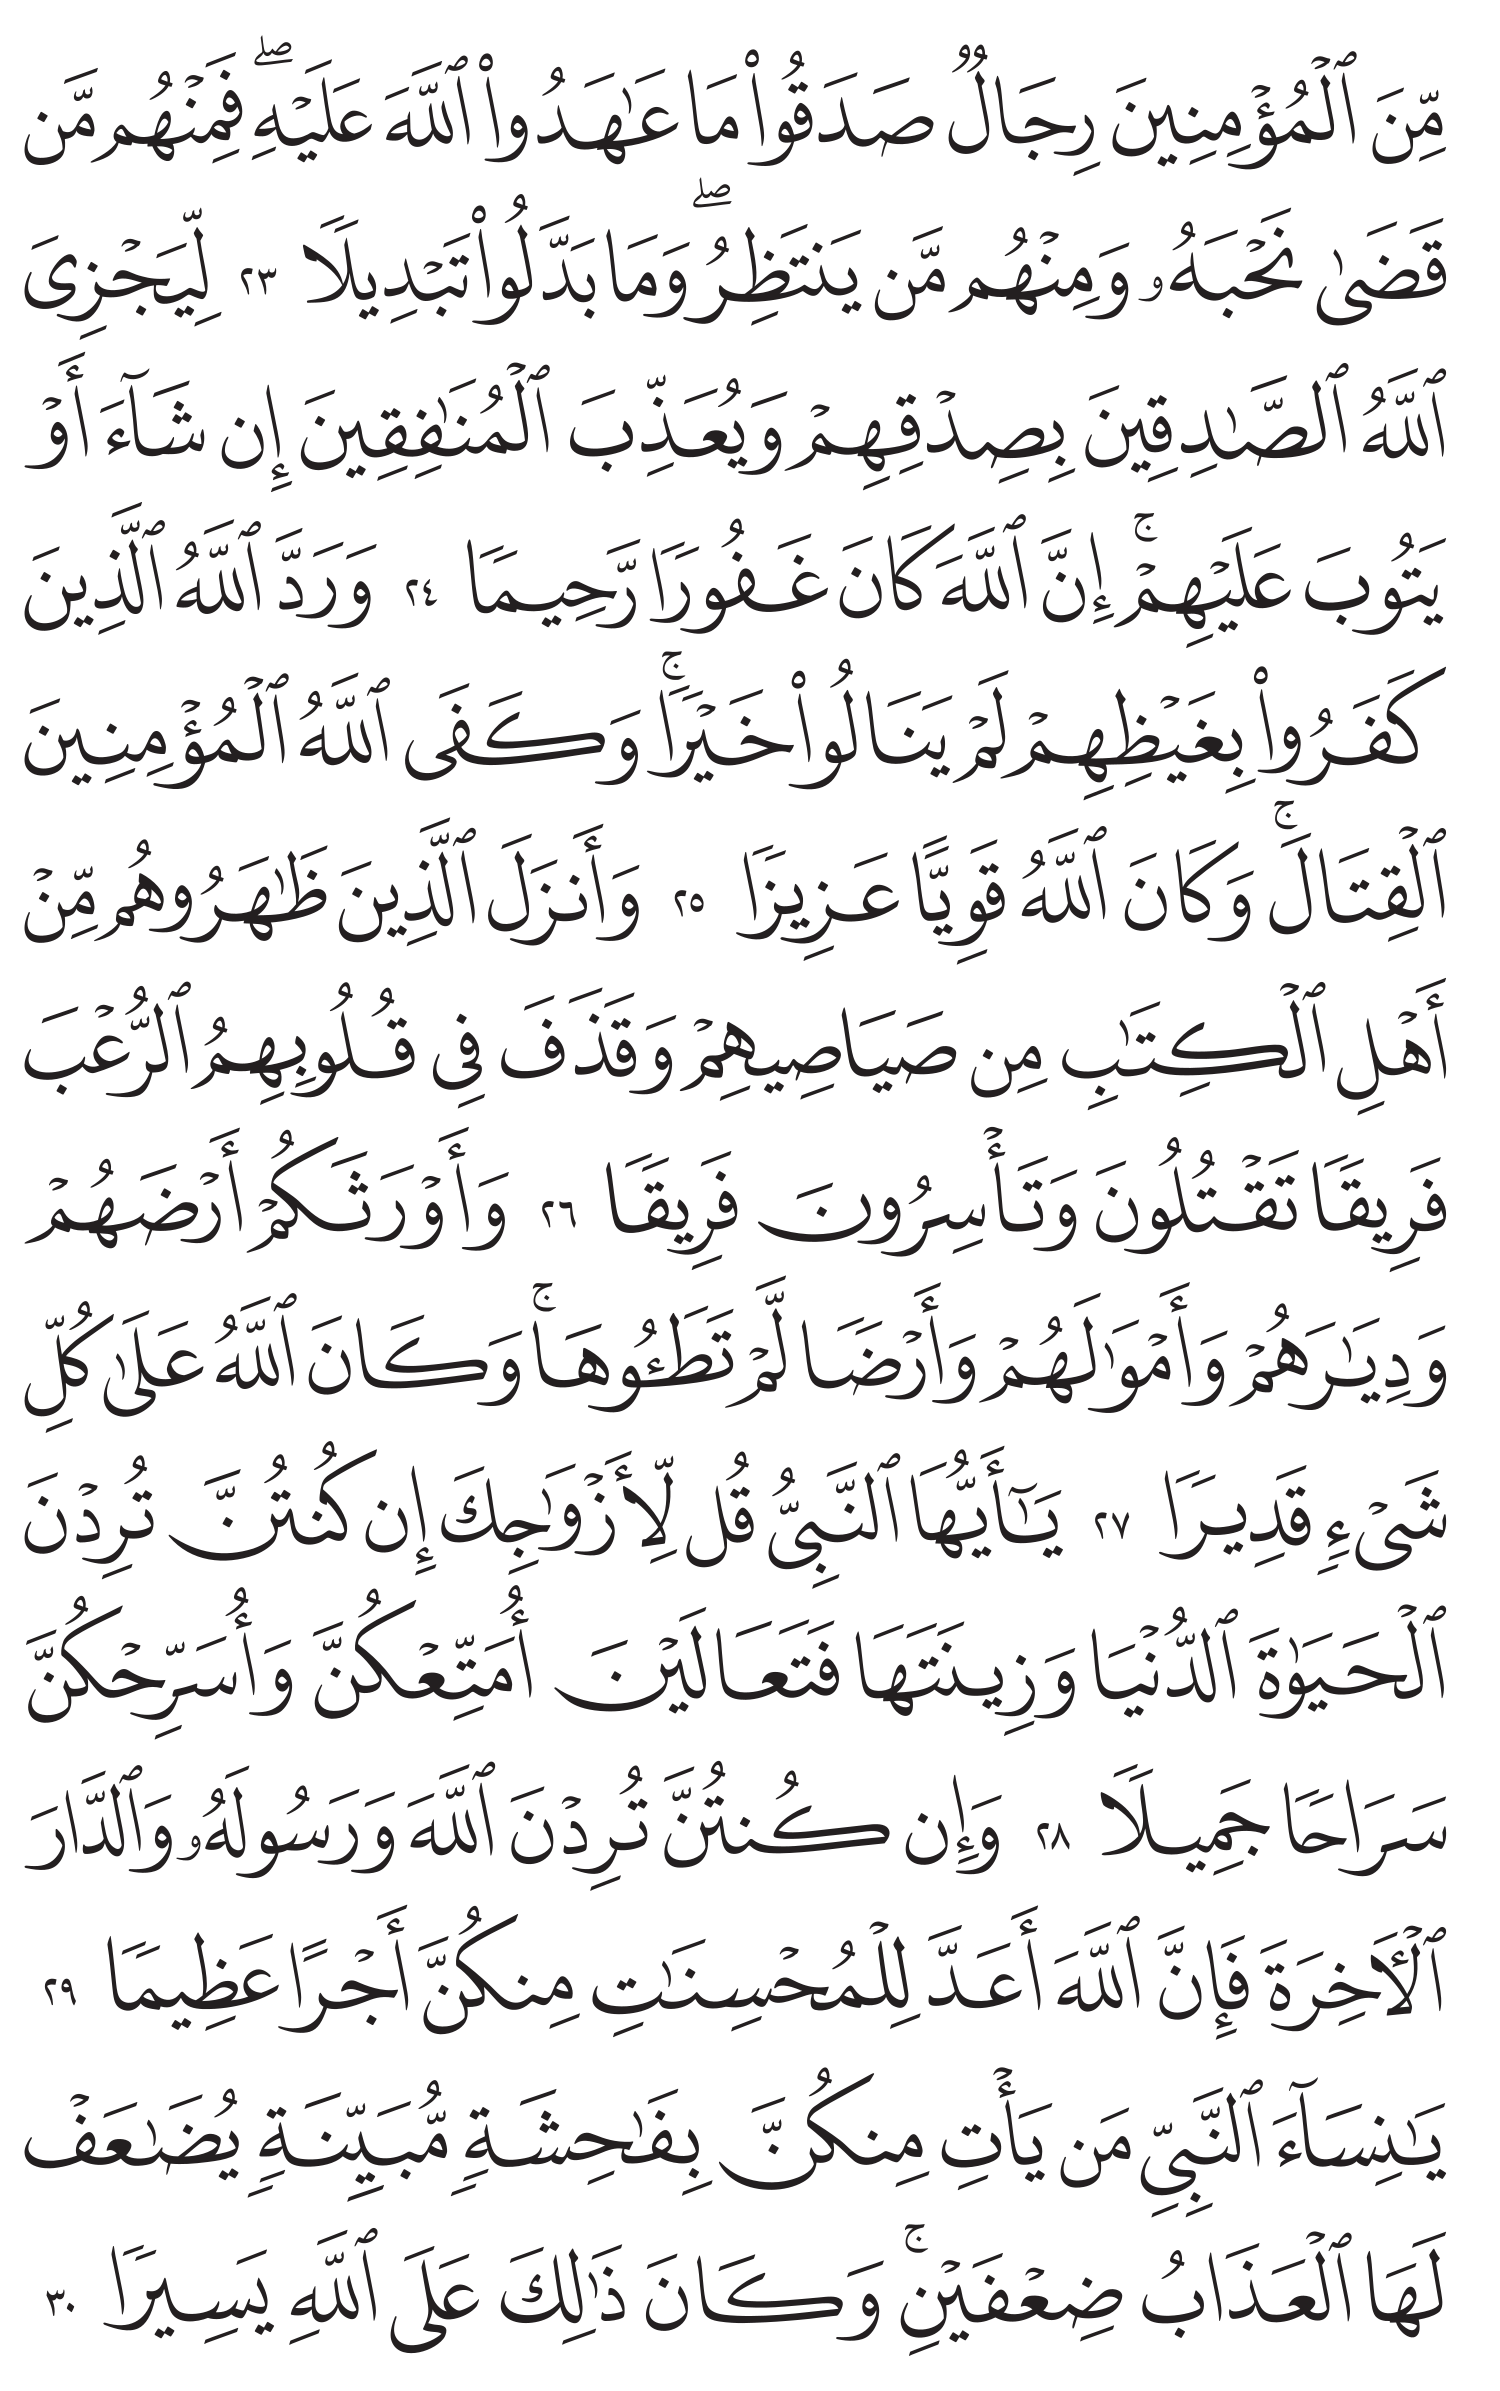 مِّنَ ٱلْمُؤْمِنِينَ رِجَالٌ صَدَقُوا۟ مَا عَٰهَدُوا۟ ٱللَّهَ عَلَيْهِ ۖ فَمِنْهُم مَّن
قَضَىٰ نَحْبَهُۥ وَمِنْهُم مَّن يَنتَظِرُ ۖ وَمَا بَدَّلُوا۟ تَبْدِيلًا ٢٣ لِّيَجْزِىَ
ٱللَّهُ ٱلصَّٰدِقِينَ بِصِدْقِهِمْ وَيُعَذِّبَ ٱلْمُنَٰفِقِينَ إِن شَآءَ أَوْ
يَتُوبَ عَلَيْهِمْ ۚ إِنَّ ٱللَّهَ كَانَ غَفُورًا رَّحِيمًا ٢٤ وَرَدَّ ٱللَّهُ ٱلَّذِينَ
كَفَرُوا۟ بِغَيْظِهِمْ لَمْ يَنَالُوا۟ خَيْرًا ۚ وَكَفَى ٱللَّهُ ٱلْمُؤْمِنِينَ
ٱلْقِتَالَ ۚ وَكَانَ ٱللَّهُ قَوِيًّا عَزِيزًا ٢٥ وَأَنزَلَ ٱلَّذِينَ ظَٰهَرُوهُم مِّنْ
أَهْلِ ٱلْكِتَٰبِ مِن صَيَاصِيهِمْ وَقَذَفَ فِى قُلُوبِهِمُ ٱلرُّعْبَ
فَرِيقًا تَقْتُلُونَ وَتَأْسِرُونَ فَرِيقًا ٢٦ وَأَوْرَثَكُمْ أَرْضَهُمْ
وَدِيَٰرَهُمْ وَأَمْوَٰلَهُمْ وَأَرْضًا لَّمْ تَطَـُٔوهَا ۚ وَكَانَ ٱللَّهُ عَلَىٰ كُلِّ
شَىْءٍ قَدِيرًا ٢٧ يَٰٓأَيُّهَا ٱلنَّبِىُّ قُل لِّأَزْوَٰجِكَ إِن كُنتُنَّ تُرِدْنَ
ٱلْحَيَوٰةَ ٱلدُّنْيَا وَزِينَتَهَا فَتَعَالَيْنَ أُمَتِّعْكُنَّ وَأُسَرِّحْكُنَّ
سَرَاحًا جَمِيلًا ٢٨ وَإِن كُنتُنَّ تُرِدْنَ ٱللَّهَ وَرَسُولَهُۥ وَٱلدَّارَ
ٱلْـَٔاخِرَةَ فَإِنَّ ٱللَّهَ أَعَدَّ لِلْمُحْسِنَٰتِ مِنكُنَّ أَجْرًا عَظِيمًا ٢٩
يَٰنِسَآءَ ٱلنَّبِىِّ مَن يَأْتِ مِنكُنَّ بِفَٰحِشَةٍ مُّبَيِّنَةٍ يُضَٰعَفْ
لَهَا ٱلْعَذَابُ ضِعْفَيْنِ ۚ وَكَانَ ذَٰلِكَ عَلَى ٱللَّهِ يَسِيرًا ٣٠